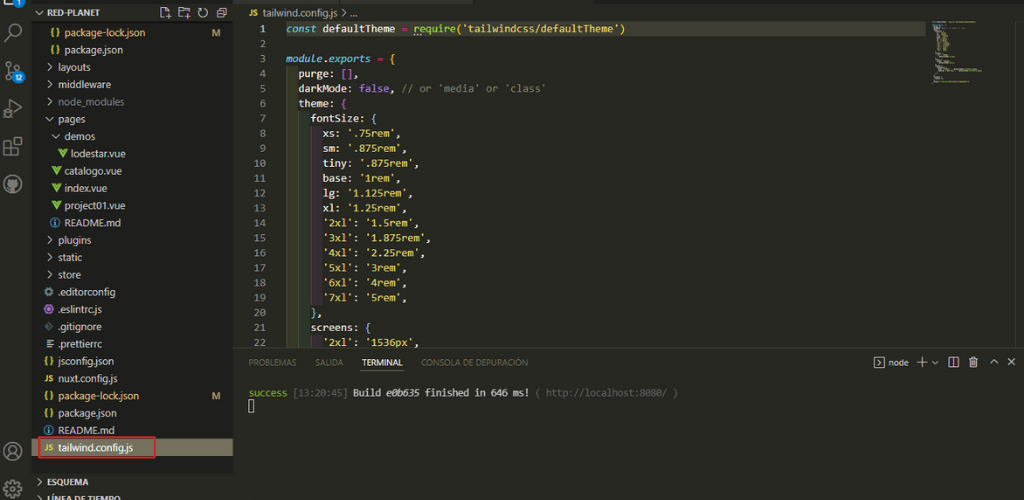 1
RED-PLANET
package-lock.json M
package.json
layouts
middleware
node_modules
pages
demos
lodestar.vue
catalogo.vue
index.vue
project01.vue
README.md
plugins
static
store
.editorconfig
.eslintrc.js
.gitignore
.prettierrc
jsconfig.json
nuxt.config.js
package-lock.json M
package.json
README.md
tailwind.config.js
ESQUEMA
LÍNEA DE TIEMPO
12
JS tailwind.config.js > ...
1 const defaultTheme = require('tailwindcss/defaultTheme')
2
3 module.exports = {
4 purge: [],
5 darkMode: false, // or 'media' or 'class'
6 theme: {
7 fontSize: {
8 xs: '.75rem',
9 sm: '.875rem',
10 tiny: '.875rem',
11 base: '1rem',
12 lg: '1.125rem',
13 xl: '1.25rem',
14 '2xl': '1.5rem',
15 '3xl': '1.875rem',
16 '4xl': '2.25rem',
17 '5xl': '3rem',
18 '6xl': '4rem',
19 '7xl': '5rem',
20 },
21 screens: {
22 '2xl': '1536px',
PROBLEMAS SALIDA TERMINAL CONSOLA DE DEPURACIÓN node
success [13:20:45] Build e0b635 finished in 646 ms! ( http://localhost:8080/ )